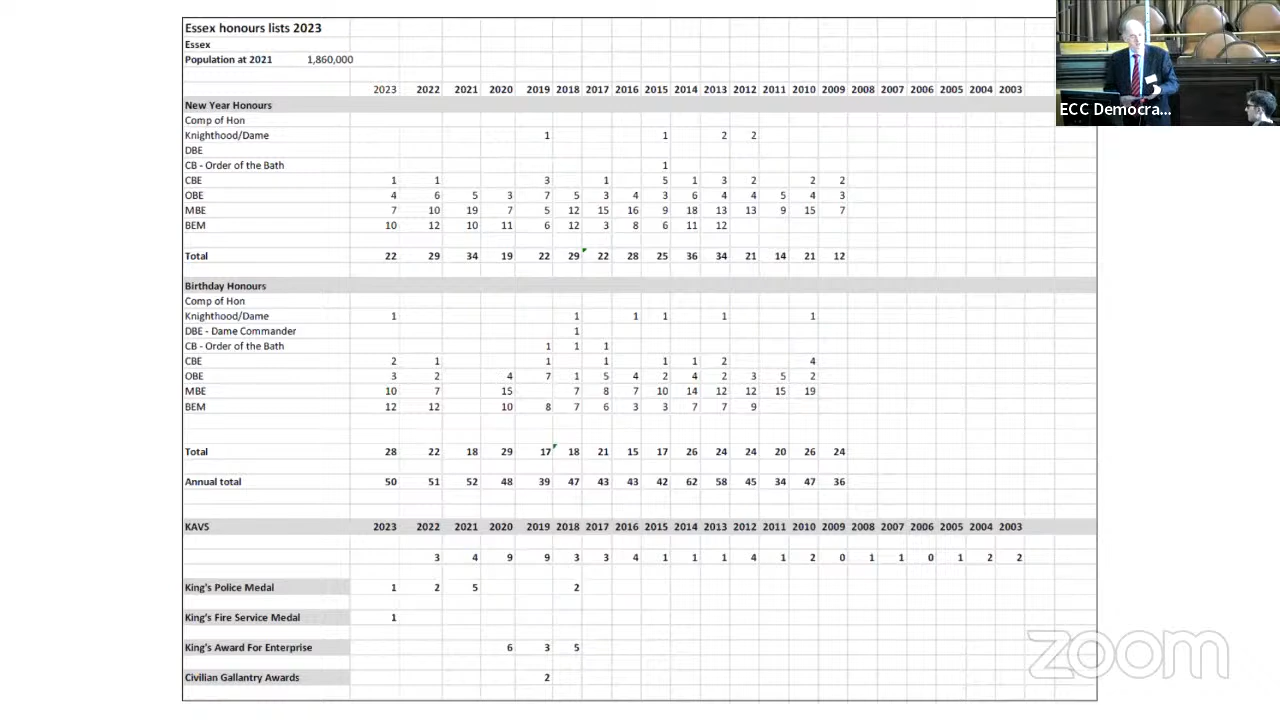 Essex honours lists 2023
Essex
Population at 2021 1,860,000
2023 2022 2021 2020 2019 2018 2017 2016 2015 2014 2013 2012 2011 2010 2009 2008 2007 2006 2005 2004 2003
New Year Honours
Comp of Hon
Knighthood/Dame 1 1 2 2
DBE
CB - Order of the Bath 1
CBE 1 1 3 1 5 1 3 2 2 2
OBE 4 6 5 3 7 5 3 4 3 6 4 4 5 4 3
MBE 7 10 19 7 5 12 15 16 9 18 13 13 9 15 7
BEM 10 12 10 11 6 12 3 8 6 11 12
Total 22 29 34 19 22 29 22 28 25 36 34 21 14 21 12
Birthday Honours
Comp of Hon
Knighthood/Dame 1 1 1 1 1 1
DBE - Dame Commander 1
CB - Order of the Bath 1 1 1
CBE 2 1 1 1 1 1 2 4
OBE 3 2 4 7 1 5 4 2 4 2 3 5 2
MBE 10 7 15 7 8 7 10 14 12 12 15 19
BEM 12 12 10 8 7 6 3 3 7 7 9
Total 28 22 18 29 17 18 21 15 17 26 24 24 20 26 24
Annual total 50 51 52 48 39 47 43 43 42 62 58 45 34 47 36
KAVS 2023 2022 2021 2020 2019 2018 2017 2016 2015 2014 2013 2012 2011 2010 2009 2008 2007 2006 2005 2004 2003
3 4 9 9 3 3 4 1 1 1 4 1 2 0 1 1 0 1 2 2
King's Police Medal 1 2 5 2
King's Fire Service Medal 1
King's Award For Enterprise 6 3 5
Civilian Gallantry Awards 2
ECC Democra...
zoom